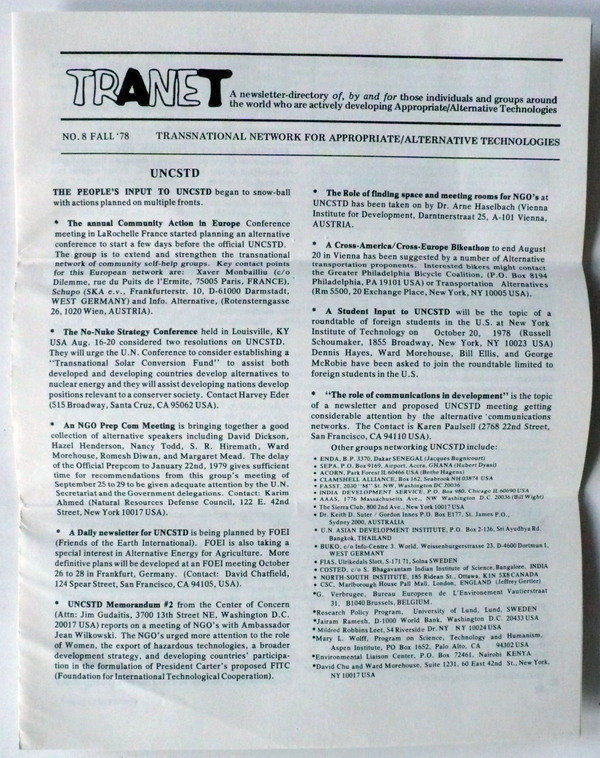 TRANET
A newsletter-directory of, by and for those individuals and groups around
the world who are actively developing Appropriate/Alternative Technologies
NO. 8 FALL '78 TRANSNATIONAL NETWORK FOR APPROPRIATE/ALTERNATIVE TECHNOLOGIES
UNCSTD
THE PEOPLE'S INPUT TO UNCSTD began to snow-ball
with actions planned on multiple fronts.
* The annual Community Action in Europe Conference
meeting in LaRochelle France started planning an alternative
conference to start a few days before the official UNCSTD.
The group is to extend and strengthen the transnational
network of community self-help groups. Key contact points
for this European network are: Xaver Monbailliu (c/o
Dilemme, rue du Puits de l'Ermite, 75005 Paris, FRANCE),
Schupo (SKA e.v., Frankfurterstr. 10, D-61000 Darmstadt,
WEST GERMANY) and Info. Alternative, (Rotensterngasse
26, 1020 Wien, AUSTRIA).
* The No-Nuke Strategy Conference held in Louisville, KY
USA Aug. 16-20 considered two resolutions on UNCSTD.
They will urge the U.N. Conference to consider establishing a
"Transnational Solar Conversion Fund" to assist both
developed and developing countries develop alternatives to
nuclear energy and they will assist developing nations develop
positions relevant to a conserver society. Contact Harvey Eder
(515 Broadway, Santa Cruz, CA 95062 USA).
* An NGO Prep Com Meeting is bringing together a good
collection of alternative speakers including David Dickson,
Hazel Henderson, Nancy Todd, S. R. Hiremath, Ward
Morehouse, Romesh Diwan, and Margaret Mead. The delay
of the Official Prepcom to January 22nd, 1979 gives sufficient
time for recommendations from this group's meeting of
September 25 to 29 to be given adequate attention by the U.N.
Secretariat and the Government delegations. Contact: Karim
Ahmed (Natural Resources Defense Council, 122 E. 42nd
Street, New York 10017 USA).
* A Daily newsletter for UNCSTD is being planned by FOEI
(Friends of the Earth International). FOEI is also taking a
special interest in Alternative Energy for Agriculture. More
definitive plans will be developed at an FOEI meeting October
26 to 28 in Frankfurt, Germany. (Contact: David Chatfield,
124 Spear Street, San Francisco, CA 94105, USA).
* UNCSTD Memorandum #2 from the Center of Concern
(Attn: Jim Gudaitis, 3700 13th Street NE, Washington D.C.
20017 USA) reports on a meeting of NGO's with Ambassador
Jean Wilkowski. The NGO's urged more attention to the role
of Women, the export of hazardous technologies, a broader
development strategy, and developing countries' participa-
tion in the formulation of President Carter's proposed FITC
(Foundation for International Technological Cooperation).
* The Role of finding space and meeting rooms for NGO's at
UNCSTD has been taken on by Dr. Arne Haselbach (Vienna
Institute for Development, Darntnerstraat 25, A-101 Vienna,
AUSTRIA.
* A Cross-America/Cross-Europe Bikeathon to end August
20 in Vienna has been suggested by a number of Alternative
transportation proponents. Interested bikers might contact
the Greater Philadelphia Bicycle Coalition, (P.O. Box 8194
Philadelphia, PA 19101 USA) or Transportation Alternatives
(Rm 5500, 20 Exchange Place, New York, NY 10005 USA).
* A Student Input to UNCSTD will be the topic of a
roundtable of foreign students in the U.S. at New York
Institute of Technology on October 20, 1978 (Russell
Schoumaker, 1855 Broadway, New York, NY 10023 USA)
Dennis Hayes, Ward Morehouse, Bill Ellis, and George
McRobie have been asked to join the roundtable limited to
foreign students in the U.S.
* "The role of communications in development" is the topic
of a newsletter and proposed UNCSTD meeting getting
considerable attention by the alternative communications
networks. The Contact is Karen Paulsell (2768 22nd Street,
San Francisco, CA 94110 USA).
Other groups networking UNCSTD include:
* ENDA, B.P. 3370, Dakar SENEGAL (Jacques Bugnicourt)
* SEPA, P.O. Box 9169, Airport, Accra, GHANA (Hubert Dyasi)
* ACORN, Park Forest IL 60466 USA (Bethe Hagens)
* CLAMSHELL ALLIANCE, Box 162, Seabrook NH 03874 USA
* FASST, 2030 "M" St. NW, Washington DC 20036
* INDIA DEVELOPMENT SERVICE, P.O. Box 980, Chicago IL 60690 USA
* AAAS, 1776 Massachusetts Ave., NW Washington D.C. 20036 (Bill Wright)
* The Sierra Club, 800 2nd Ave., New York 10017 USA
* Dr. Keith D. Suter / Gordon Innes P.O. Box E177, St. James P.O.,
Sydney 2000, AUSTRALIA
* U.N. ASIAN DEVELOPMENT INSTITUTE, P.O. Box 2-136, Sri Ayudhya Rd.
Bangkok, THAILAND
* BUKO, c/o Info-Centre 3. World, Weissenburgerstrasse 23, D-4600 Dortmun 1,
WEST GERMANY
* FIAS, Ulriksdals Slott, S-171 71, Solna SWEDEN
* COSTED, c/o S. Bhagavantam Indian Institute of Science, Bangalore, INDIA
* NORTH-SOUTH INSTITUTE, 185 Rideau St., Ottawa, K1N 5X8 CANADA
* CSC, Marlborough House Pall Mall, London, ENGLAND (Jeffery Gertler)
*G. Verbrugge, Bureau Europeen de L'Environement Vautierstraat
31, B1040 Brussels, BELGIUM.
*Research Policy Program, University of Lund, Lund, SWEDEN
*Jairam Ramesh, D-1000 World Bank, Washington D.C. 20433 USA
*Mildred Robbins Leet, 54 Riverside Dr. NY NY 10024 USA
*Mary L. Wolff, Program on Science, Technology and Humanism,
Aspen Institute, PO Box 1652, Palo Alto, CA 94302 USA
*Environmental Liaison Center, P.O. Box 72461, Nairobi KENYA
*David Chu and Ward Morehouse, Suite 1231, 60 East 42nd St., New York,
NY 10017 USA